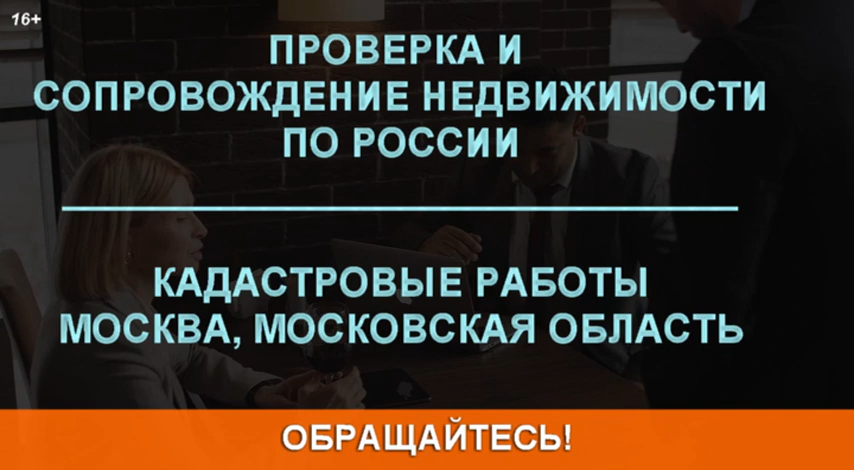 16+
ПРОВЕРКА И
СОПРОВОЖДЕНИЕ НЕДВИЖИМОСТИ
ПО РОССИИ
КАДАСТРОВЫЕ РАБОТЫ
МОСКВА, МОСКОВСКАЯ ОБЛАСТЬ
ОБРАЩАЙТЕСЬ!